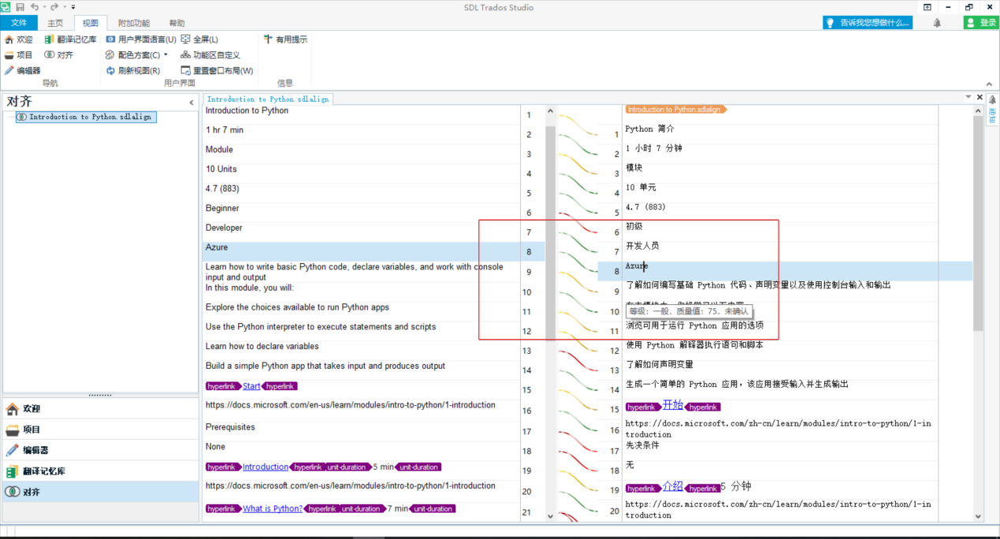 SDL Trados Studio
文件 主页 视图 附加功能 帮助
告诉我您想做什么... 登录
欢迎 翻译记忆库 用户界面语言(U) 全屏(L) 有用提示
项目 对齐 配色方案(C) 功能区自定义
编辑器 刷新视图(R) 重置窗口布局(W)
导航 用户界面 信息
对齐
Introduction to Python.sdlalign
欢迎
项目
编辑器
翻译记忆库
对齐
Introduction to Python.sdlalign
Introduction to Python
1 hr 7 min
Module
10 Units
4.7 (883)
Beginner
Developer
Azure
Learn how to write basic Python code, declare variables, and work with console
input and output
In this module, you will:
Explore the choices available to run Python apps
Use the Python interpreter to execute statements and scripts
Learn how to declare variables
Build a simple Python app that takes input and produces output
hyperlink Start hyperlink
https://docs.microsoft.com/en-us/learn/modules/intro-to-python/1-introduction
Prerequisites
None
hyperlink Introduction hyperlink unit-duration 5 min unit-duration
https://docs.microsoft.com/en-us/learn/modules/intro-to-python/1-introduction
hyperlink What is Python? hyperlink unit-duration 7 min unit-duration
1
2
3
4
5
6
7
8
9
10
11
12
13
14
15
16
17
18
19
20
21
Introduction to Python.sdlalign
1 Python 简介
2 1 小时 7 分钟
3 模块
4 10 单元
5 4.7 (883)
6 初级
7 开发人员
8 Azure
9 了解如何编写基础 Python 代码、声明变量以及使用控制台输入和输出
10
等级: 一般, 质量值: 75, 未确认
11 浏览可用于运行 Python 应用的选项
12 使用 Python 解释器执行语句和脚本
13 了解如何声明变量
14 生成一个简单的 Python 应用，该应用接受输入并生成输出
15 hyperlink 开始 hyperlink
16 https://docs.microsoft.com/zh-cn/learn/modules/intro-to-python/1-in
troduction
17 先决条件
18 无
19 hyperlink 介绍 hyperlink 5 分钟
20 https://docs.microsoft.com/zh-cn/learn/modules/intro-to-python/1-in
troduction
通知